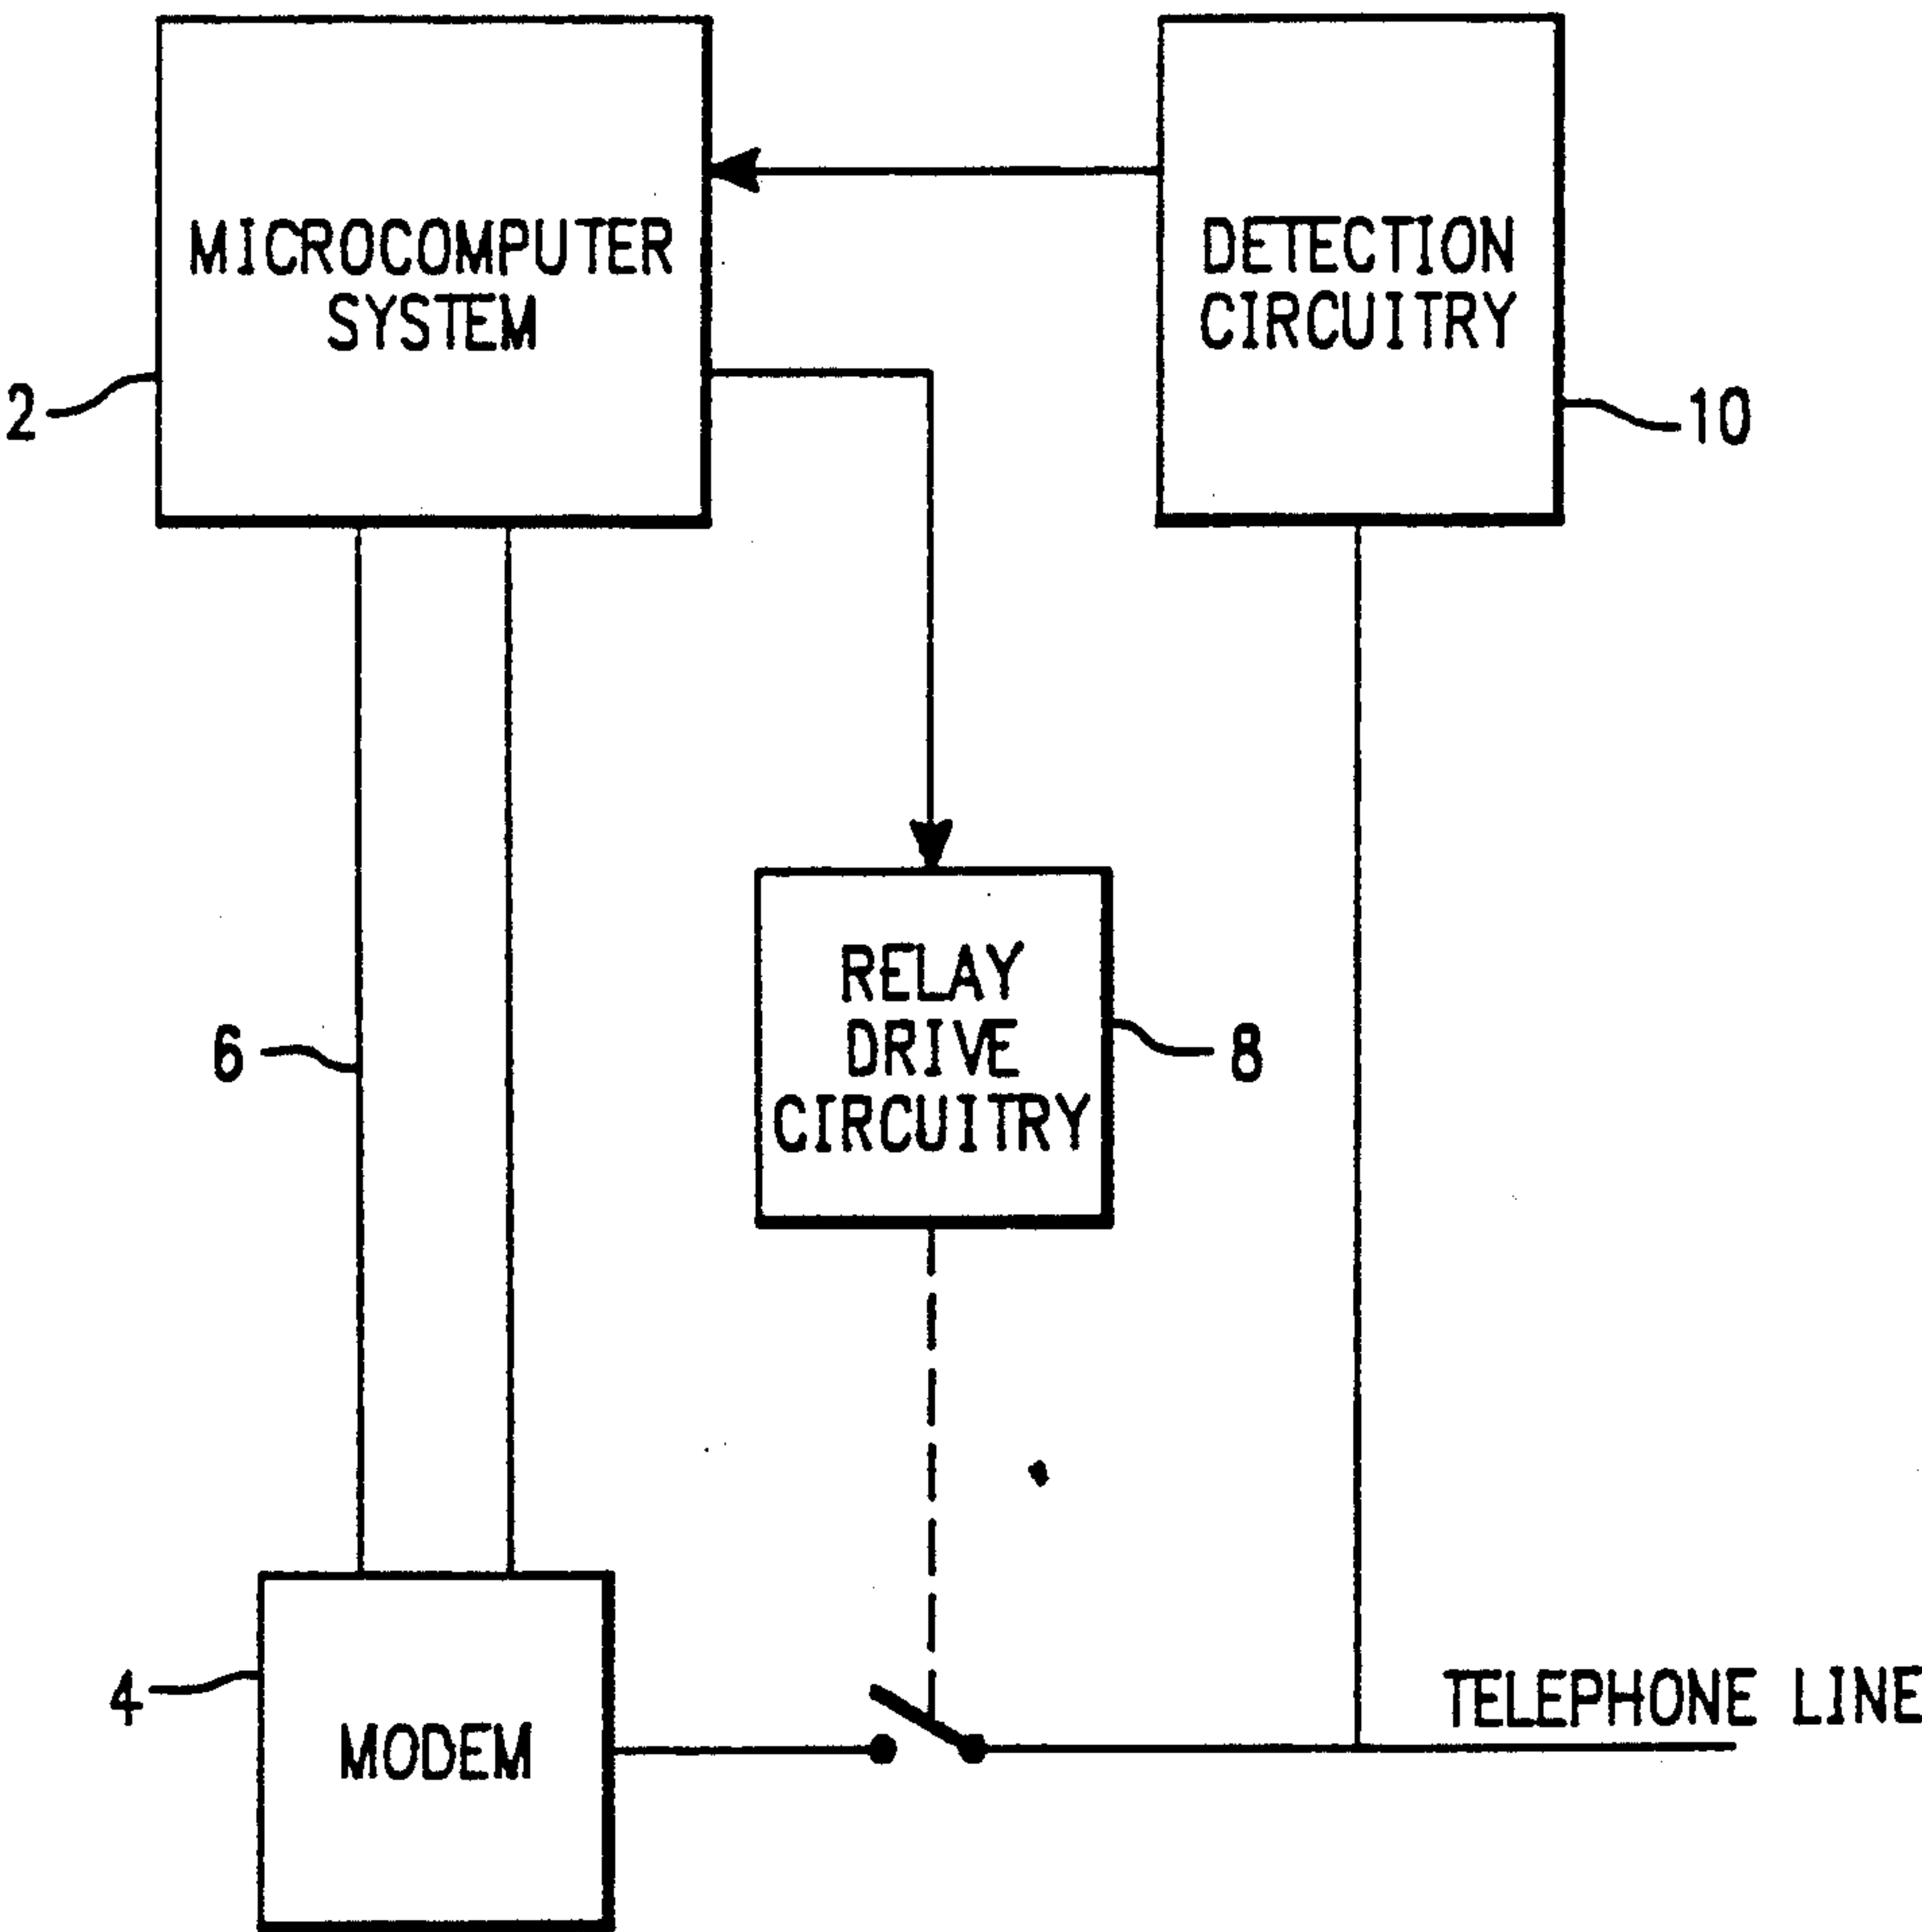 MICROCOMPUTER
SYSTEM
DETECTION
CIRCUITRY
2
10
RELAY
DRIVE
CIRCUITRY
6
8
4
MODEM
TELEPHONE LINE